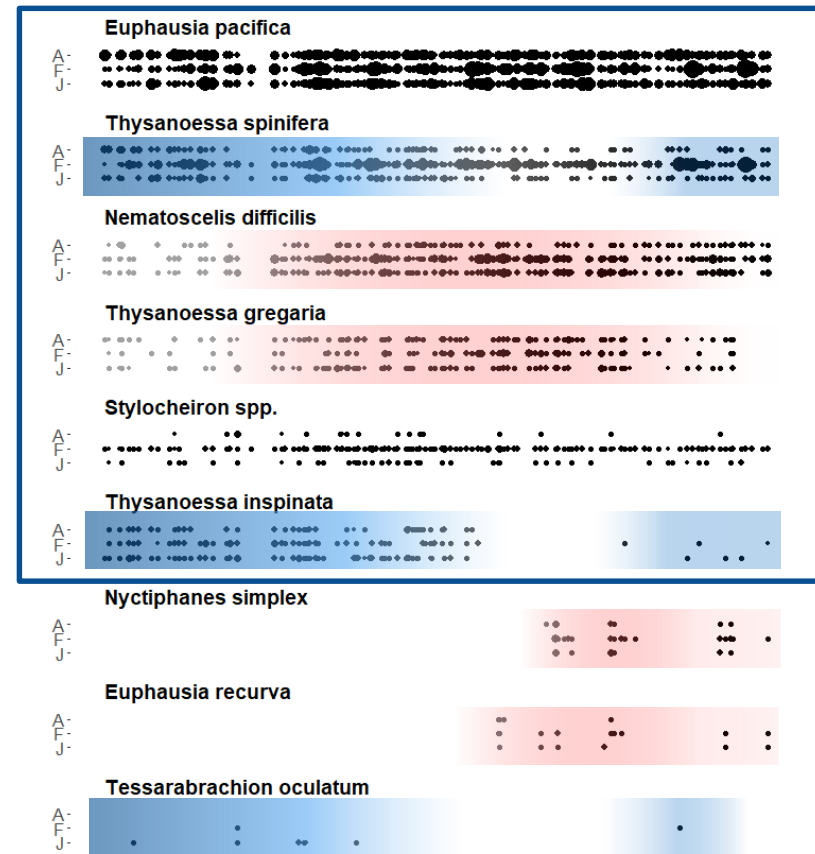 Euphausia pacifica
A-
F-
J-
Thysanoessa spinifera
A-
F-
J-
Nematoscelis difficilis
A-
F-
J-
Thysanoessa gregaria
A-
F-
J-
Stylocheiron spp.
A-
F-
J-
Thysanoessa inspinata
A-
F-
J-
Nyctiphanes simplex
A-
F-
J-
Euphausia recurva
A-
F-
J-
Tessarabrachion oculatum
A-
F-
J-